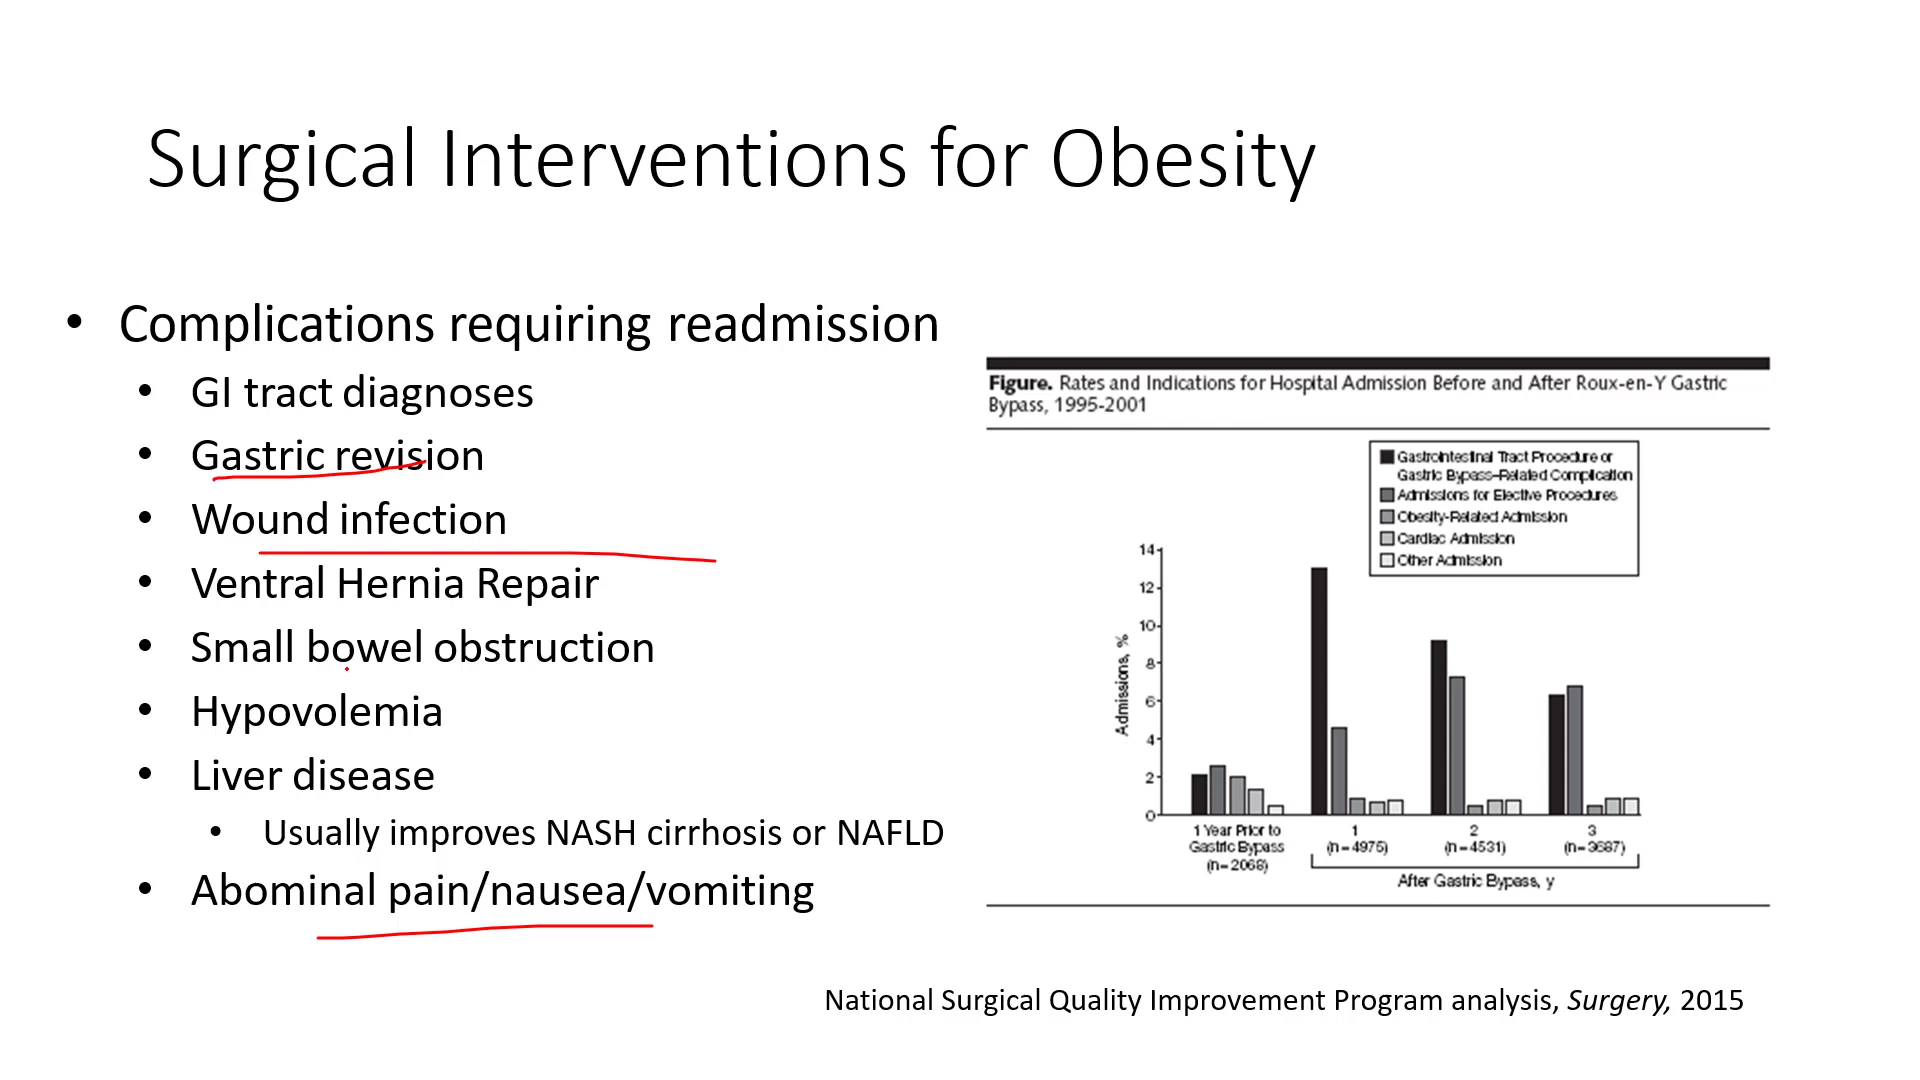 Surgical Interventions for Obesity
• Complications requiring readmission
• GI tract diagnoses
• Gastric revision
• Wound infection
• Ventral Hernia Repair
• Small bowel obstruction
• Hypovolemia
• Liver disease
• Usually improves NASH cirrhosis or NAFLD
• Abominal pain/nausea/vomiting
Figure. Rates and Indications for Hospital Admission Before and After Roux-en-Y Gastric
Bypass, 1995-2001
Gastrointestinal Tract Procedure or
Gastric Bypass–Related Complication
Admissions for Elective Procedures
Obesity-Related Admission
Cardiac Admission
Other Admission
Admissions, %
14
12
10
8
6
4
2
0
1 Year Prior to
Gastric Bypass
(n=2068)
1
(n=4975)
2
(n=4531)
3
(n=3687)
After Gastric Bypass, y
National Surgical Quality Improvement Program analysis, Surgery, 2015